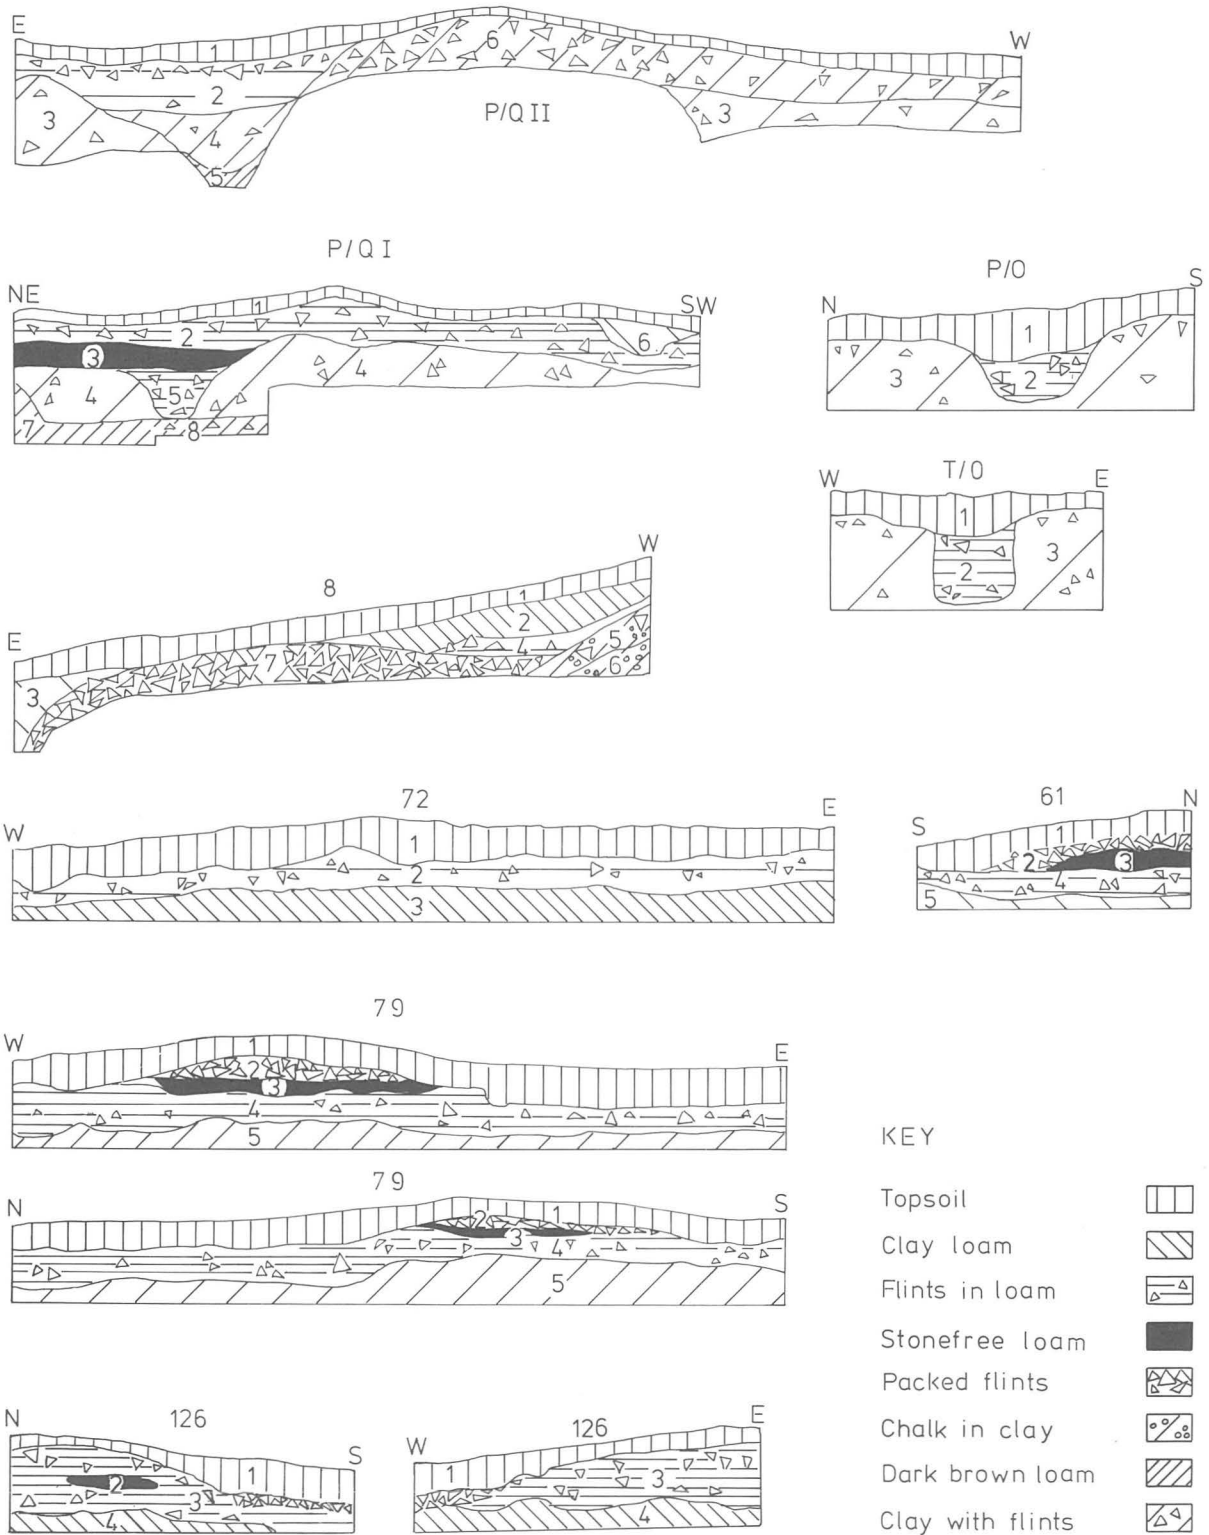 E
W
1
6
2
3
4
5
3
P/QII
P/QI
NE
SW
1
2
3
6
4
5
4
7
8
P/O
N
S
1
2
3
T/O
W
E
1
2
3
8
E
W
1
2
3
4
5
6
7
72
W
E
1
2
3
61
S
N
1
2
3
4
5
79
W
E
1
2
3
4
5
79
N
S
1
2
3
4
5
126
N
S
1
2
3
4
126
W
E
1
3
4
KEY
Topsoil
Clay loam
Flints in loam
Stonefree loam
Packed flints
Chalk in clay
Dark brown loam
Clay with flints